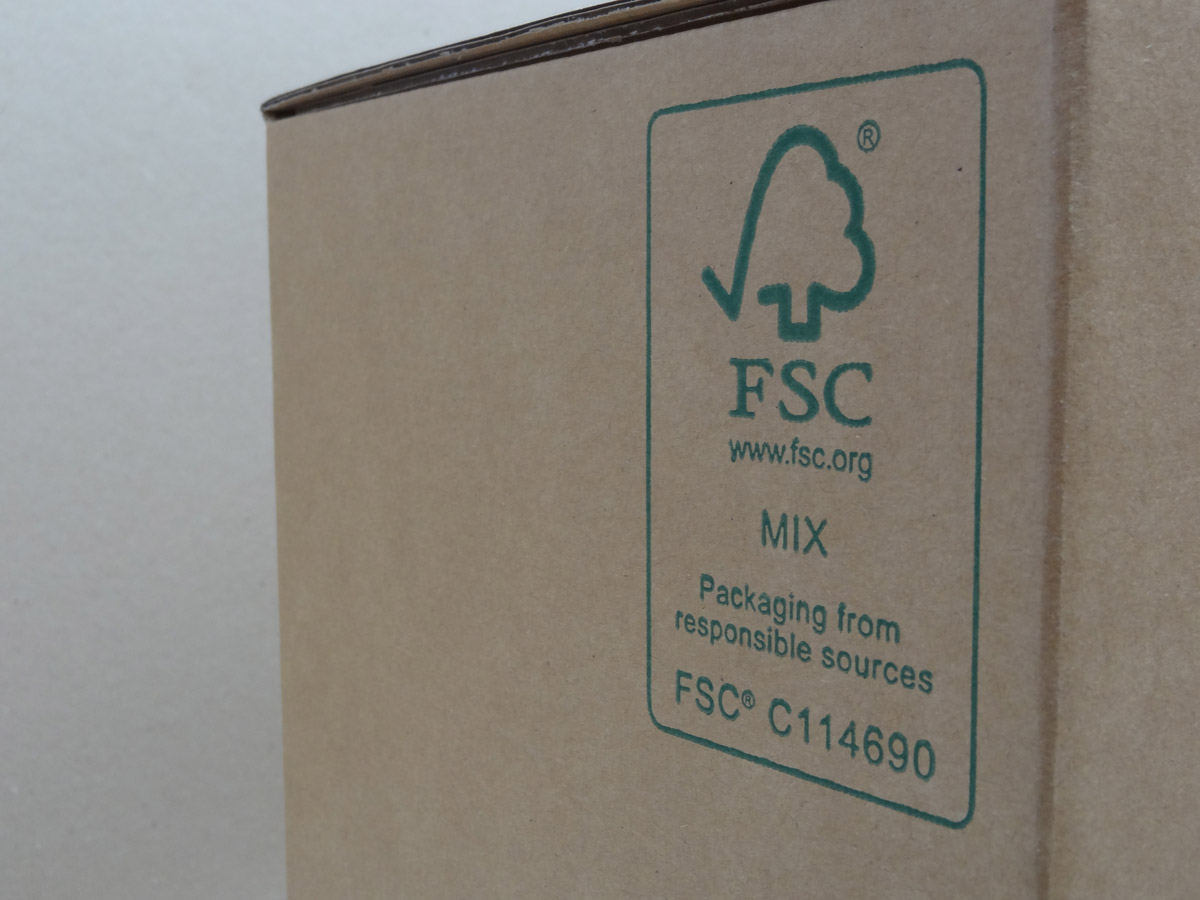 ®
FSC
www.fsc.org
MIX
Packaging from
responsible sources
FSC® C114690